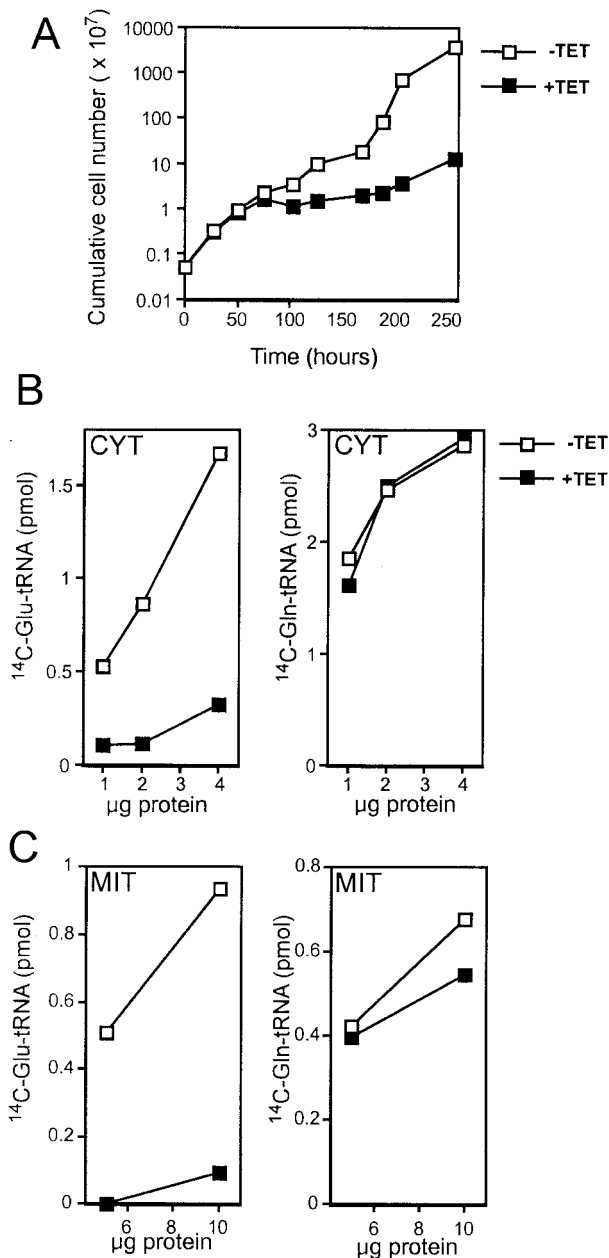 A
Cumulative cell number ( x 10⁷)
10000
1000
100
10
1
0.1
0.01
0
50
100
150
200
250
Time (hours)
-TET
+TET
B
CYT
¹⁴C-Glu-tRNA (pmol)
1.5
1
0.5
0
1
2
3
4
µg protein
CYT
¹⁴C-Gln-tRNA (pmol)
3
2
1
0
1
2
3
4
µg protein
-TET
+TET
C
MIT
¹⁴C-Glu-tRNA (pmol)
1
0.8
0.6
0.4
0.2
0
6
8
10
µg protein
MIT
¹⁴C-Gln-tRNA (pmol)
0.8
0.6
0.4
0.2
0
6
8
10
µg protein